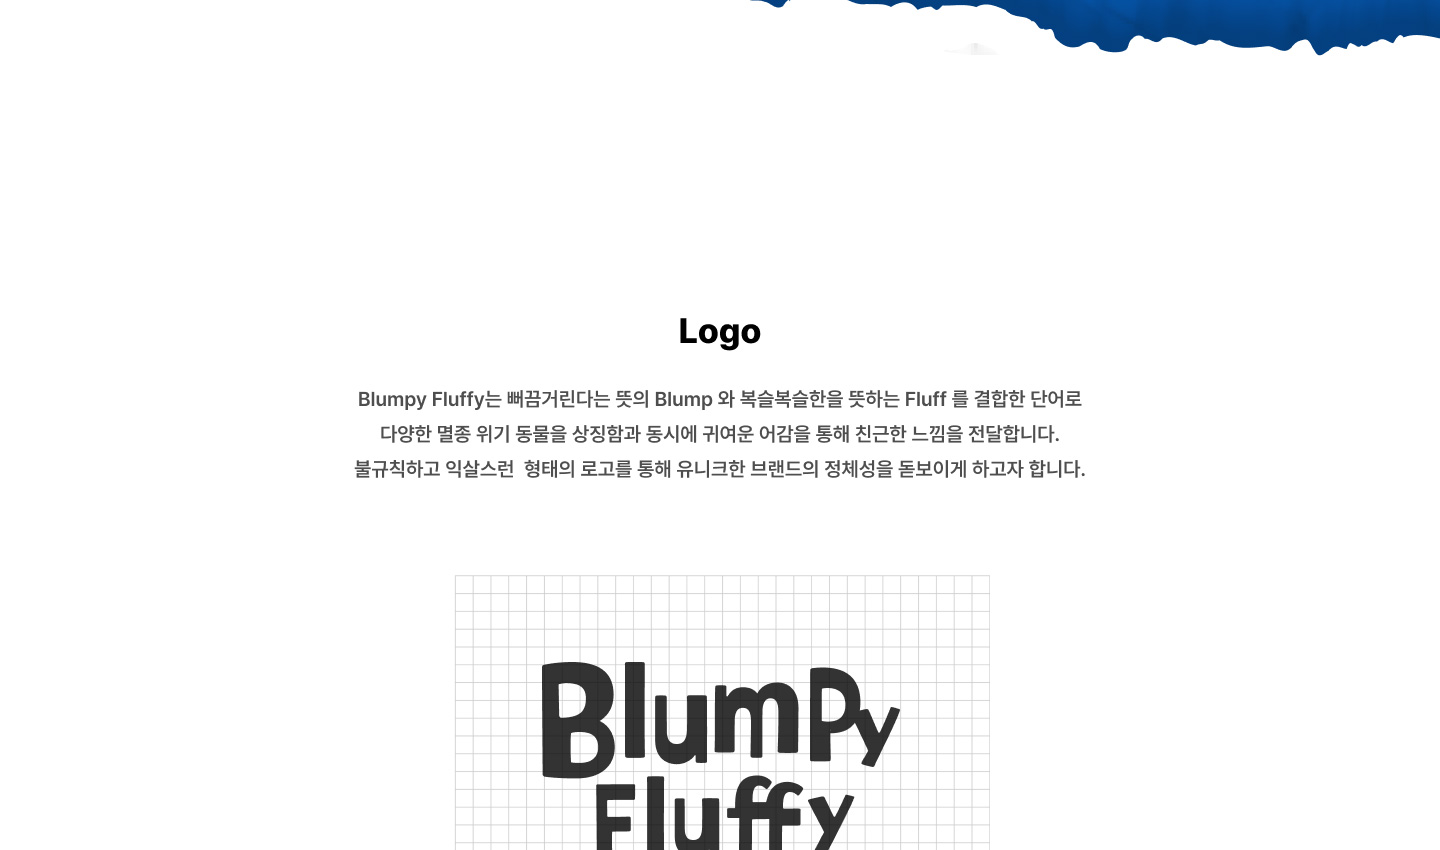 Logo
Blumpy Fluffy는 뻐끔거린다는 뜻의 Blump 와 복슬복슬한을 뜻하는 Fluff 를 결합한 단어로
다양한 멸종 위기 동물을 상징함과 동시에 귀여운 어감을 통해 친근한 느낌을 전달합니다.
불규칙하고 익살스런  형태의 로고를 통해 유니크한 브랜드의 정체성을 돋보이게 하고자 합니다.
Blumpy
Fluffy